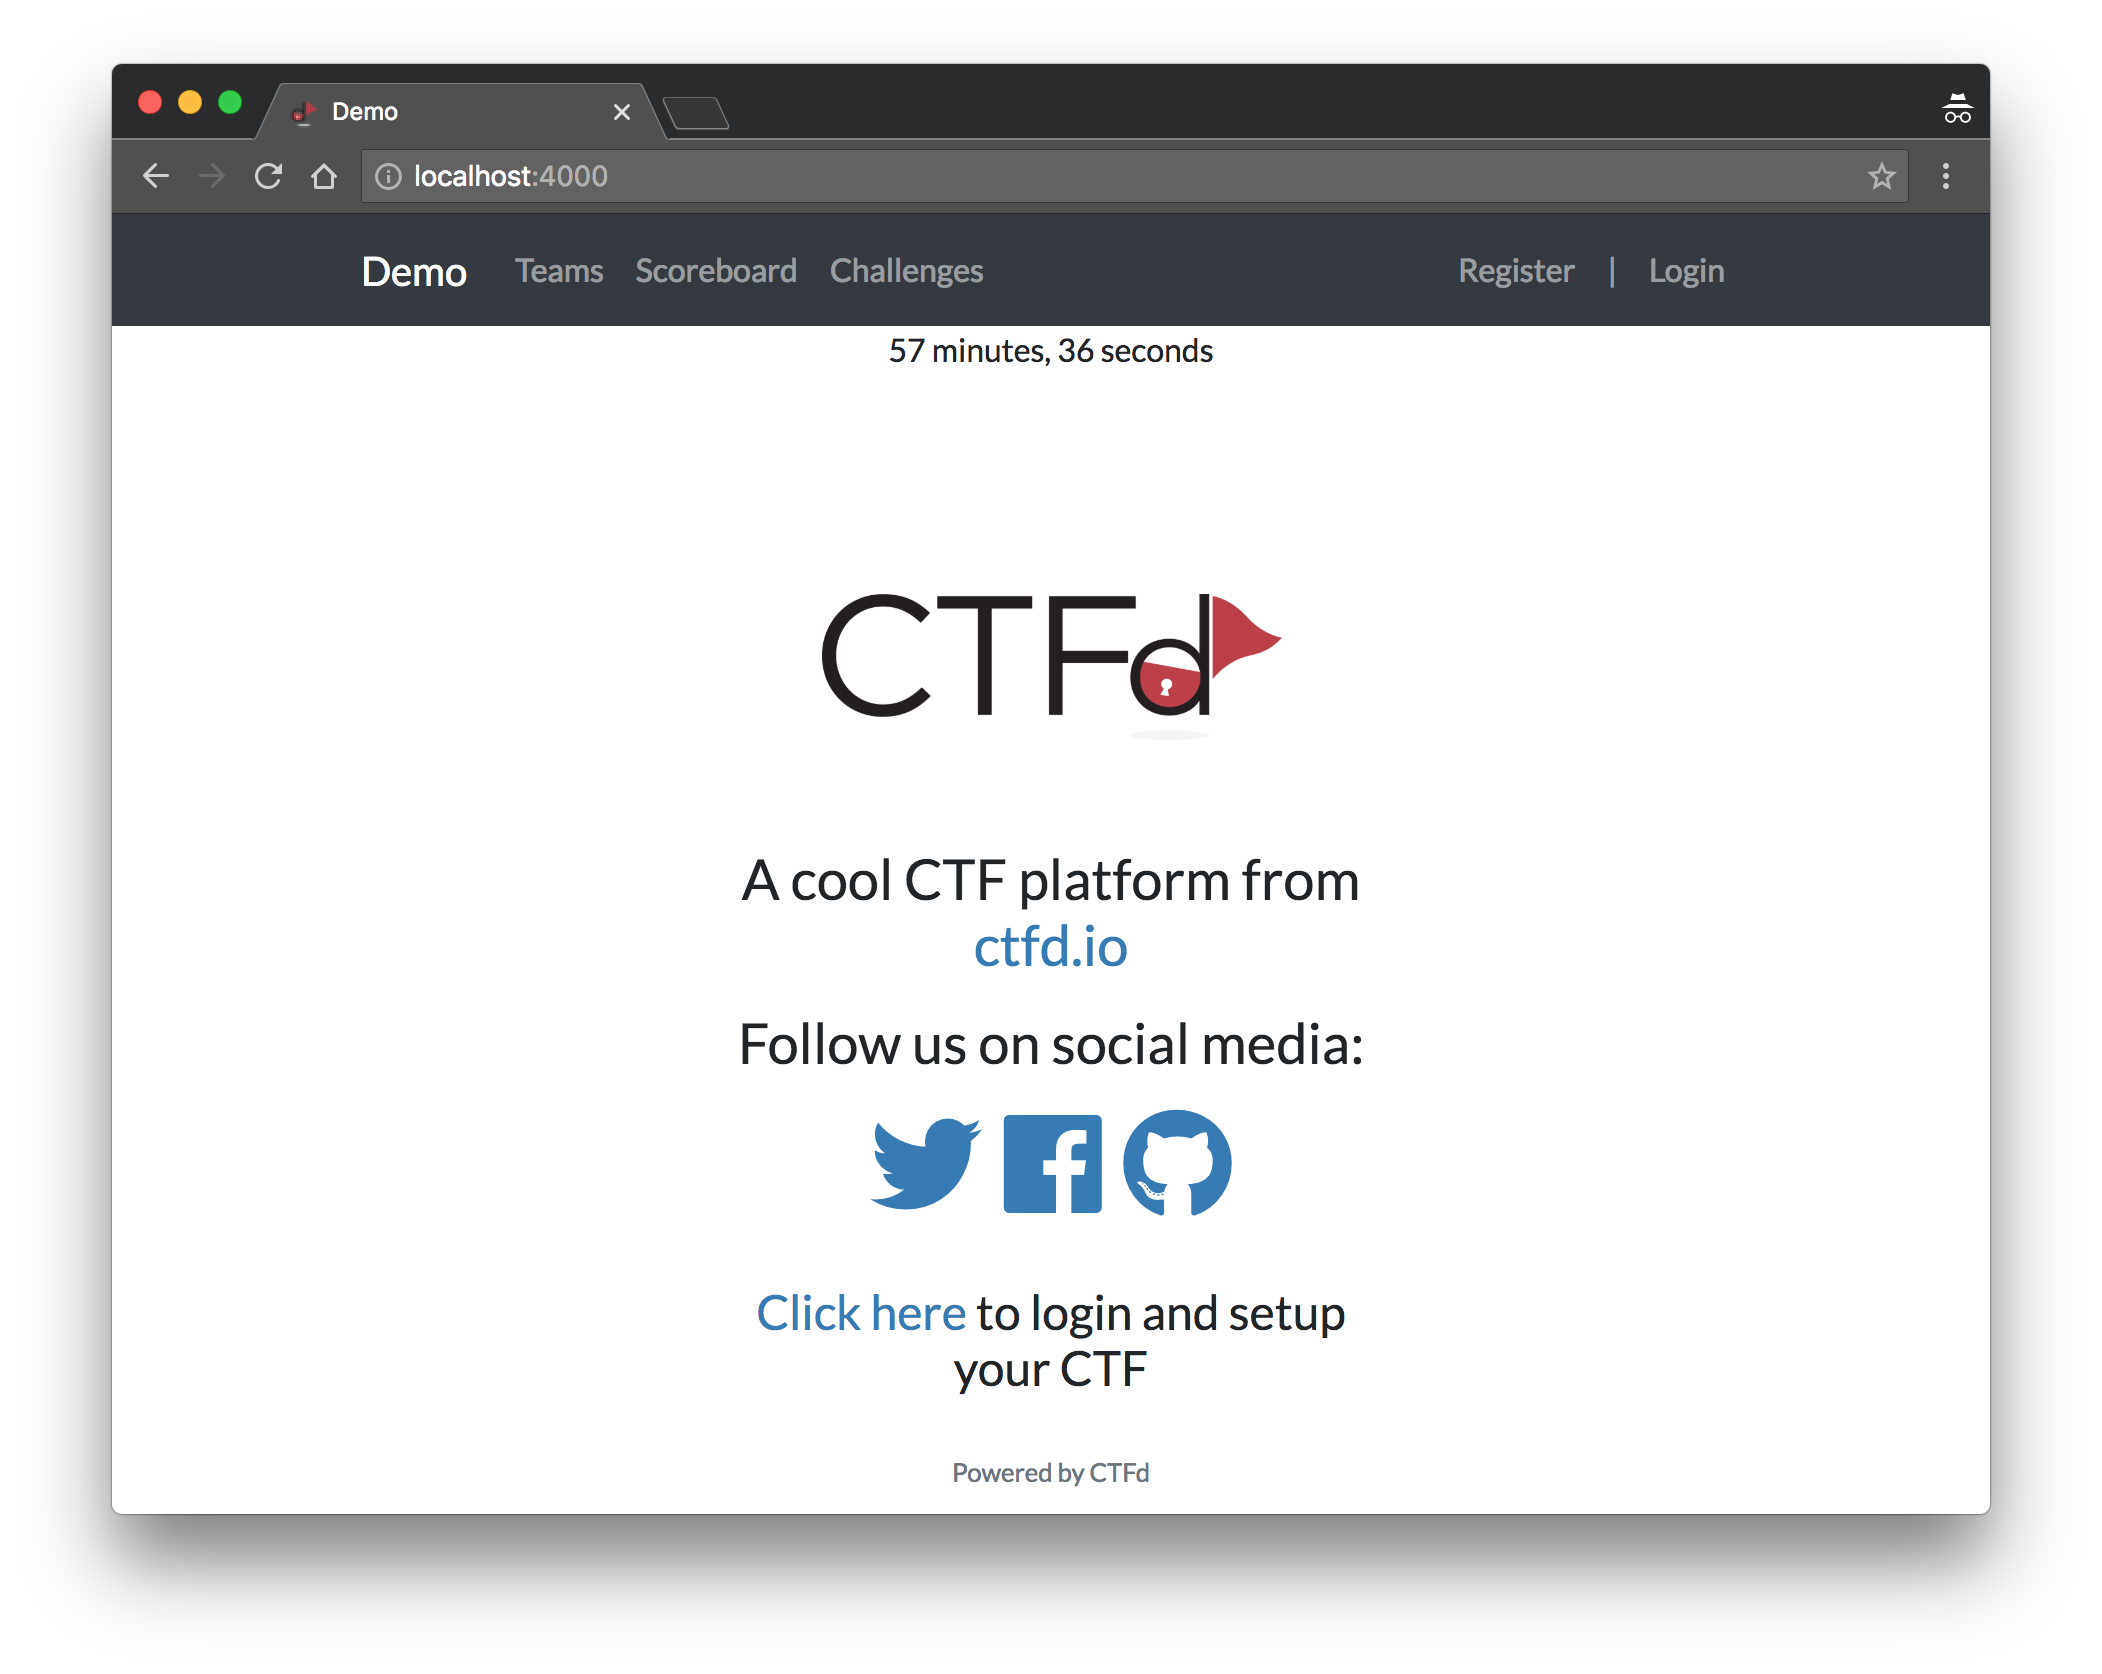 Demo
localhost:4000
Demo Teams Scoreboard Challenges Register | Login
57 minutes, 36 seconds
CTFd
A cool CTF platform from
ctfd.io
Follow us on social media:
Click here to login and setup
your CTF
Powered by CTFd